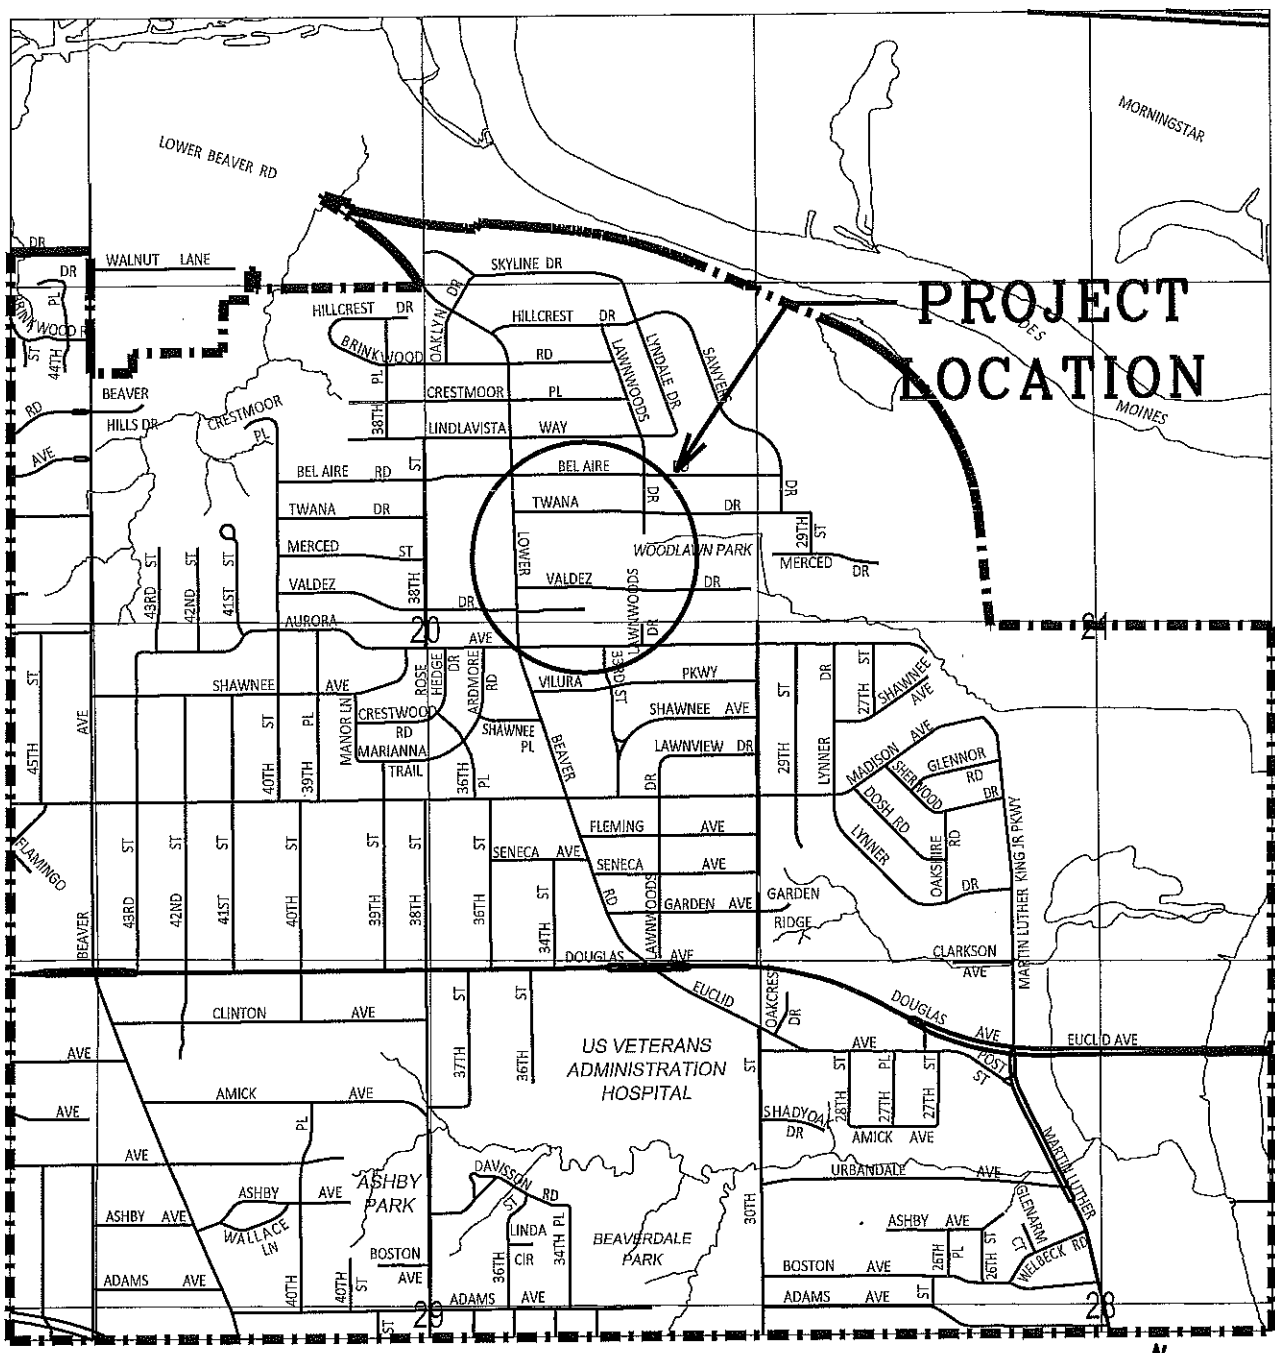 MORNINGSTAR
LOWER BEAVER RD
DR
WALNUT LANE
SKYLINE DR
DR
PL
BRINKWOOD R
ST
44TH
HILLCREST DR
OAKLYN DR
HILLCREST DR
PROJECT
LOCATION
DES
MOINES
BRINKWOOD RD
LAWNWOODS
LYNDALE DR
SAWYERS
BEAVER
HILLS DR
RD
AVE
CRESTMOOR PL
38TH PL
CRESTMOOR PL
LINDLAVISTA WAY
BEL AIRE RD
ST
BEL AIRE RD
DR
DR
TWANA DR
TWANA DR
29TH ST
MERCED ST
LOWER
WOODLAWN PARK
MERCED DR
43RD ST
42ND ST
41ST ST
VALDEZ DR
38TH
VALDEZ DR
LAWNWOODS DR
AURORA AVE
20
21
45TH ST
AVE
SHAWNEE AVE
ROSE HEDGE DR
ARDMORE RD
33RD ST
VILURA PKWY
29TH ST
LYNNER DR
27TH ST
SHAWNEE AVE
40TH ST
39TH PL
MANOR LN
CRESTWOOD RD
MARIANNA TRAIL
SHAWNEE PL
36TH PL
BEAVER
SHAWNEE AVE
LAWNVIEW DR
DR
MADISON AVE
SHERWOOD DR
GLENNOR RD
DOSH RD
LYNNER DR
OAKSHIRE RD
MARTIN LUTHER KING JR PKWY
FLAMINGO
BEAVER
43RD ST
42ND ST
41ST ST
40TH ST
39TH ST
38TH ST
36TH ST
FLEMING AVE
SENECA AVE
SENECA AVE
34TH ST
RD
LAWNWOODS
GARDEN AVE
GARDEN
RIDGE
CLARKSON
AVE
DOUGLAS AVE
EUCLID
OAKCREST DR
DOUGLAS AVE
EUCLID AVE
CLINTON AVE
37TH ST
36TH ST
US VETERANS
ADMINISTRATION
HOSPITAL
AVE
ST
AVE
28TH ST
27TH PL
27TH ST
POST ST
AMICK AVE
AVE
PL
SHADYOAK
DR
AMICK AVE
MARTIN LUTHER
AVE
ASHBY
PARK
DAVISSON RD
URBANDALE AVE
ASHBY AVE
ASHBY AVE
WALLACE
LN
36TH ST
LINDA
CIR
34TH PL
BEAVERDALE
PARK
30TH
ASHBY AVE
26TH PL
26TH ST
GLENARM CT
WELBECK RD
BOSTON
AVE
BOSTON AVE
ADAMS AVE
40TH
40TH ST
ST
ADAMS AVE
ADAMS AVE
ST
29
28
N